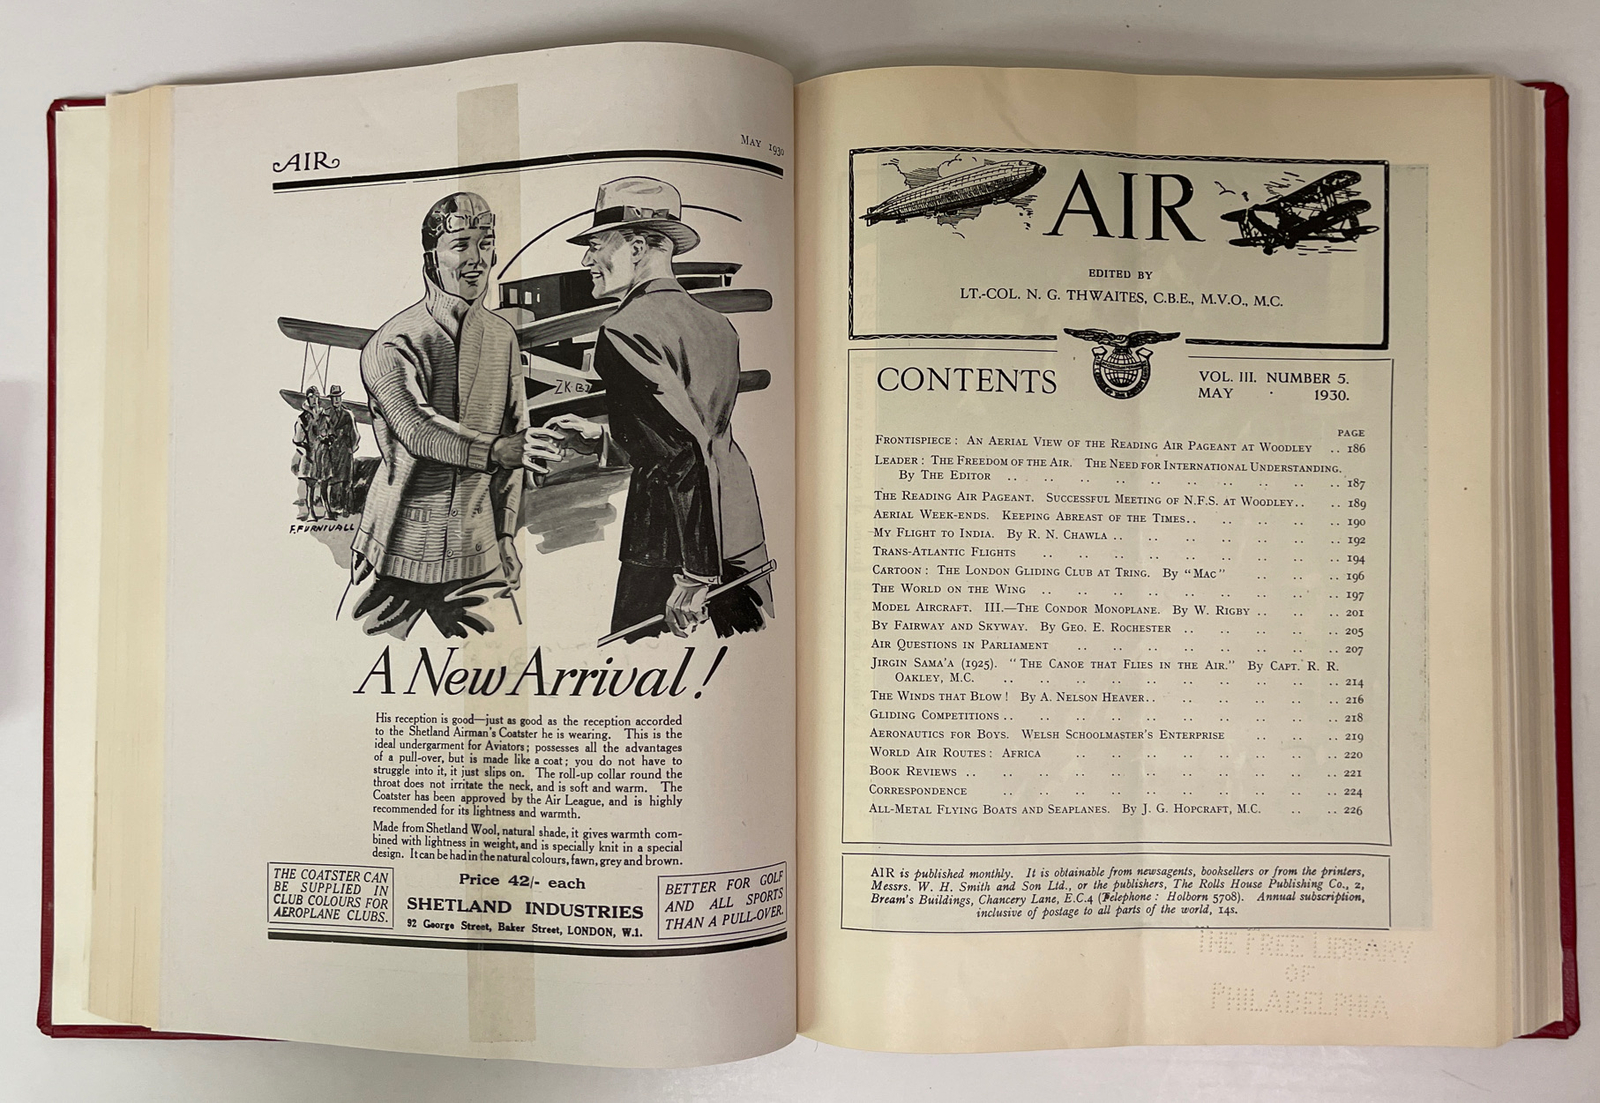 AIR
MAY 1930
ZK
F. FURNIVALL
A New Arrival!
His reception is good—just as good as the reception accorded
to the Shetland Airman's Coatster he is wearing. This is the
ideal undergarment for Aviators; possesses all the advantages
of a pull-over, but is made like a coat; you do not have to
struggle into it, it just slips on. The roll-up collar round the
throat does not irritate the neck, and is soft and warm. The
Coatster has been approved by the Air League, and is highly
recommended for its lightness and warmth.
Made from Shetland Wool, natural shade, it gives warmth com-
bined with lightness in weight, and is specially knit in a special
design. It can be had in the natural colours, fawn, grey and brown.
THE COATSTER CAN
BE SUPPLIED IN
CLUB COLOURS FOR
AEROPLANE CLUBS.
Price 42/- each
SHETLAND INDUSTRIES
92 George Street, Baker Street, LONDON, W.1.
BETTER FOR GOLF
AND ALL SPORTS
THAN A PULL-OVER.
AIR
EDITED BY
LT.-COL. N. G. THWAITES, C.B.E., M.V.O., M.C.
CONTENTS
VOL. III. NUMBER 5.
MAY · 1930.
PAGE
FRONTISPIECE: AN AERIAL VIEW OF THE READING AIR PAGEANT AT WOODLEY .. 186
LEADER: THE FREEDOM OF THE AIR. THE NEED FOR INTERNATIONAL UNDERSTANDING.
BY THE EDITOR .. .. .. .. .. .. .. .. .. .. 187
THE READING AIR PAGEANT. SUCCESSFUL MEETING OF N.F.S. AT WOODLEY.. .. 189
AERIAL WEEK-ENDS. KEEPING ABREAST OF THE TIMES.. .. .. .. .. 190
MY FLIGHT TO INDIA. BY R. N. CHAWLA .. .. .. .. .. .. .. 192
TRANS-ATLANTIC FLIGHTS .. .. .. .. .. .. .. .. .. 194
CARTOON: THE LONDON GLIDING CLUB AT TRING. BY "MAC" .. .. .. 196
THE WORLD ON THE WING .. .. .. .. .. .. .. .. .. 197
MODEL AIRCRAFT. III.—THE CONDOR MONOPLANE. BY W. RIGBY .. .. .. 201
BY FAIRWAY AND SKYWAY. BY GEO. E. ROCHESTER .. .. .. .. .. 205
AIR QUESTIONS IN PARLIAMENT .. .. .. .. .. .. .. .. 207
JIRGIN SAMA'A (1925). "THE CANOE THAT FLIES IN THE AIR." BY CAPT. R. R.
OAKLEY, M.C. .. .. .. .. .. .. .. .. .. .. 214
THE WINDS THAT BLOW! BY A. NELSON HEAVER.. .. .. .. .. .. 216
GLIDING COMPETITIONS .. .. .. .. .. .. .. .. .. .. 218
AERONAUTICS FOR BOYS. WELSH SCHOOLMASTER'S ENTERPRISE .. .. .. 219
WORLD AIR ROUTES: AFRICA .. .. .. .. .. .. .. .. 220
BOOK REVIEWS .. .. .. .. .. .. .. .. .. .. .. 221
CORRESPONDENCE .. .. .. .. .. .. .. .. .. .. 224
ALL-METAL FLYING BOATS AND SEAPLANES. BY J. G. HOPCRAFT, M.C. .. .. 226
AIR is published monthly. It is obtainable from newsagents, booksellers or from the printers,
Messrs. W. H. Smith and Son Ltd., or the publishers, The Rolls House Publishing Co., 2,
Bream's Buildings, Chancery Lane, E.C.4 (Telephone: Holborn 5708). Annual subscription,
inclusive of postage to all parts of the world, 14s.
THE FREE LIBRARY
OF
PHILADELPHIA